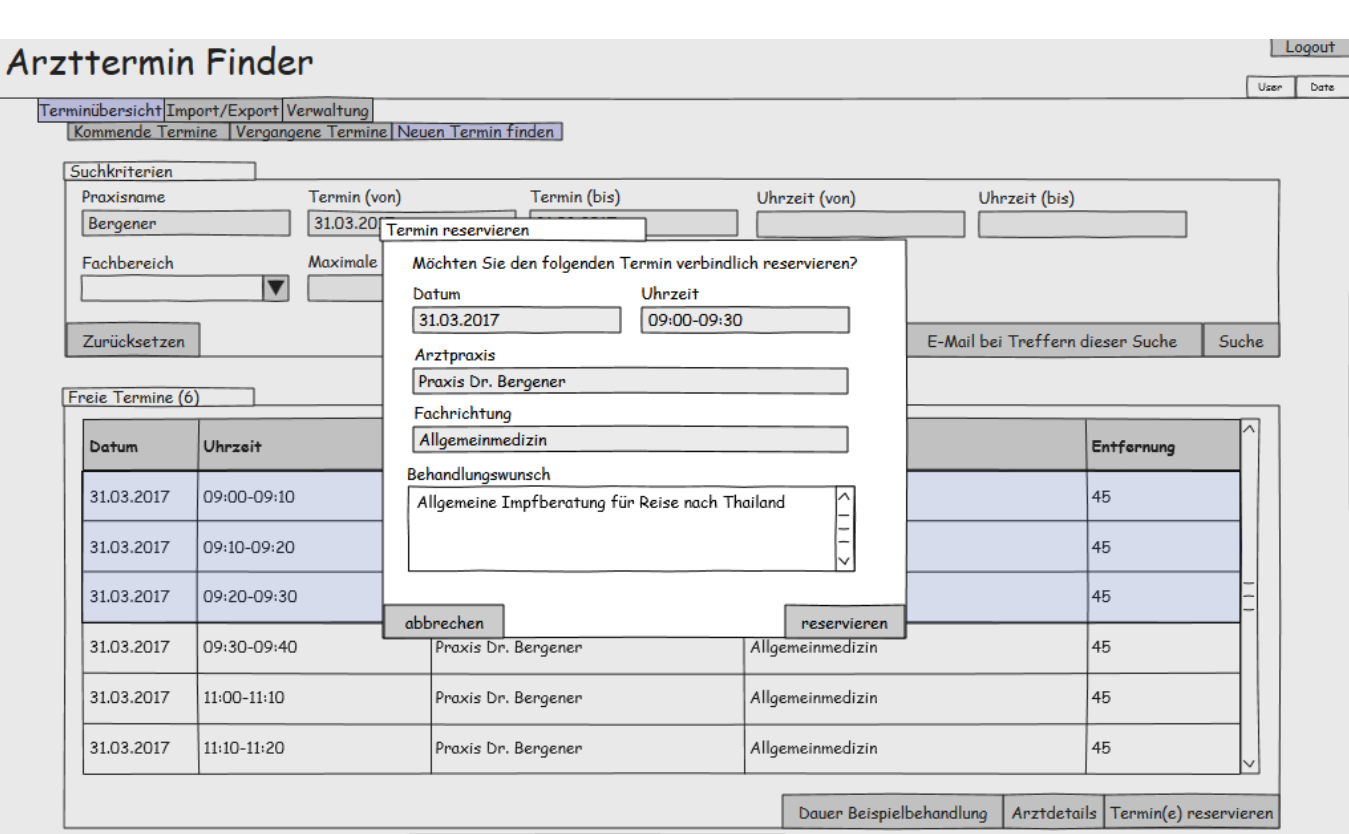 Logout
Arzttermin Finder
User Date
Terminübersicht Import/Export Verwaltung
Kommende Termine Vergangene Termine Neuen Termin finden
Suchkriterien
Praxisname Termin (von) Termin (bis) Uhrzeit (von) Uhrzeit (bis)
Bergener 31.03.2017
Fachbereich Maximale
Zurücksetzen E-Mail bei Treffern dieser Suche Suche
Termin reservieren
Möchten Sie den folgenden Termin verbindlich reservieren?
Datum Uhrzeit
31.03.2017 09:00-09:30
Arztpraxis
Praxis Dr. Bergener
Fachrichtung
Allgemeinmedizin
Behandlungswunsch
Allgemeine Impfberatung für Reise nach Thailand
abbrechen reservieren
Freie Termine (6)
Datum Uhrzeit Entfernung
31.03.2017 09:00-09:10 45
31.03.2017 09:10-09:20 45
31.03.2017 09:20-09:30 45
31.03.2017 09:30-09:40 Praxis Dr. Bergener Allgemeinmedizin 45
31.03.2017 11:00-11:10 Praxis Dr. Bergener Allgemeinmedizin 45
31.03.2017 11:10-11:20 Praxis Dr. Bergener Allgemeinmedizin 45
Dauer Beispielbehandlung Arztdetails Termin(e) reservieren